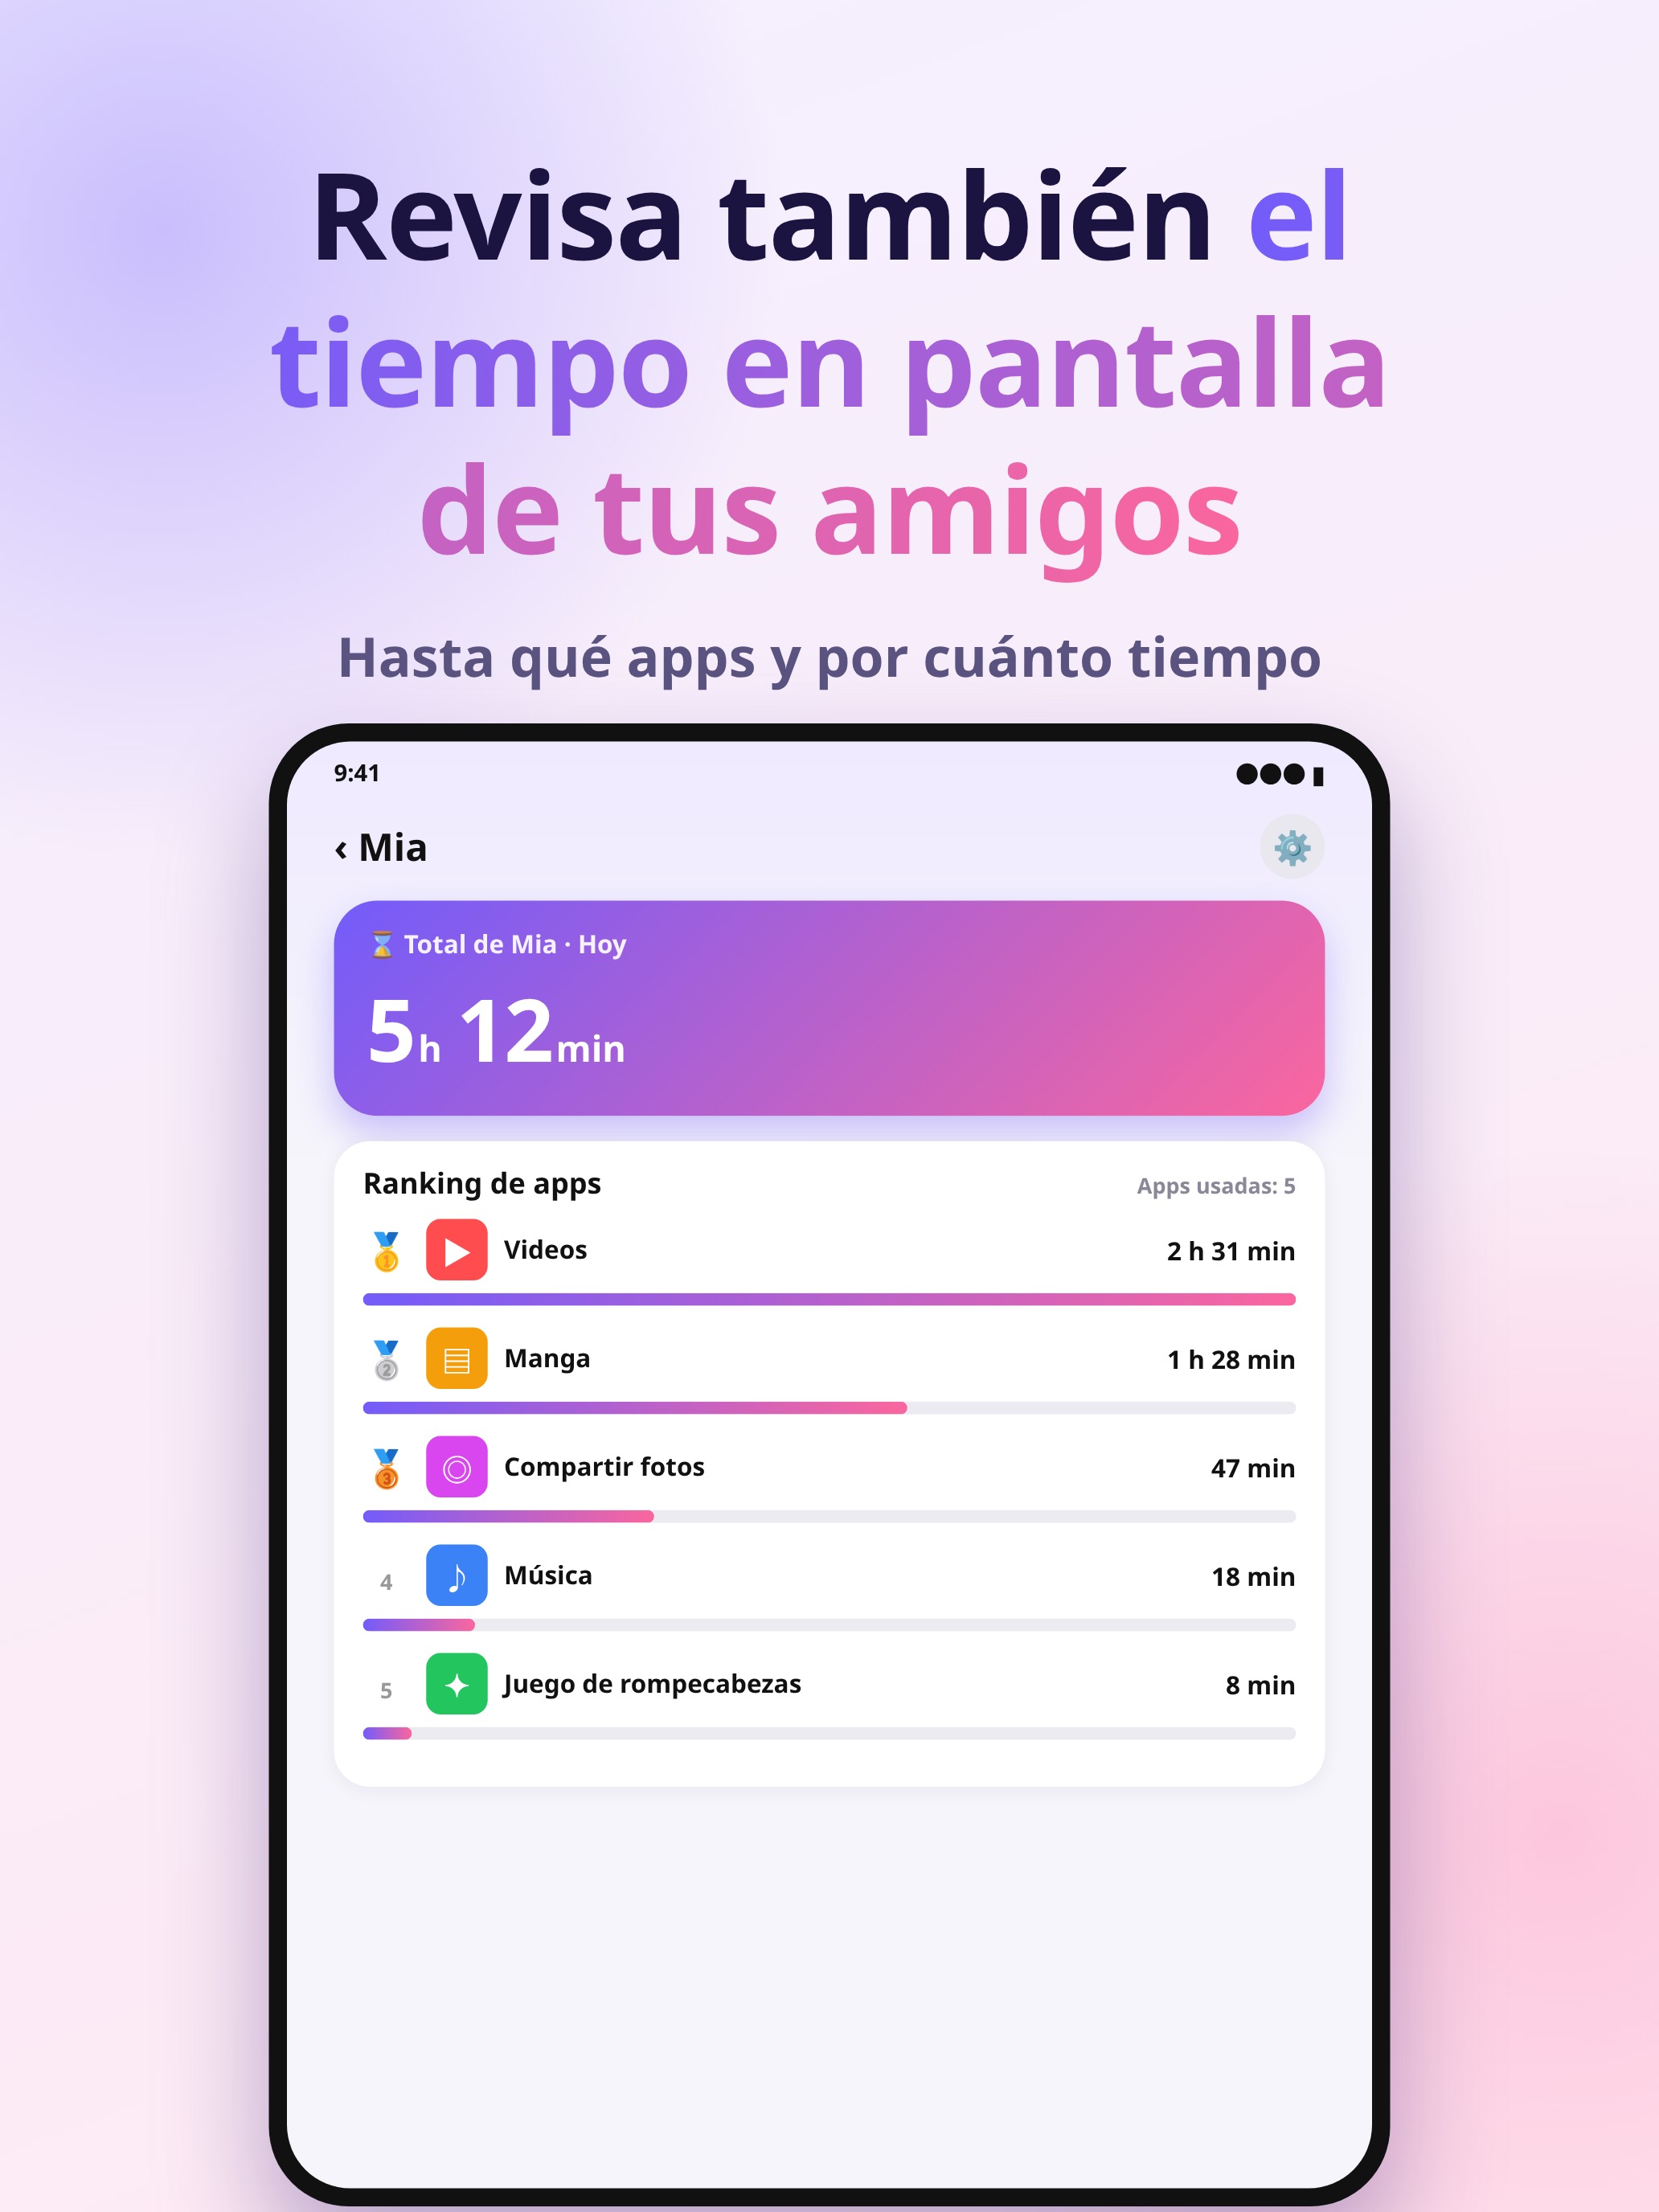 Revisa también el
tiempo en pantalla
de tus amigos
Hasta qué apps y por cuánto tiempo
9:41
‹ Mia
Total de Mia · Hoy
5h 12min
Ranking de apps
Apps usadas: 5
Videos
2 h 31 min
Manga
1 h 28 min
Compartir fotos
47 min
4
Música
18 min
5
Juego de rompecabezas
8 min